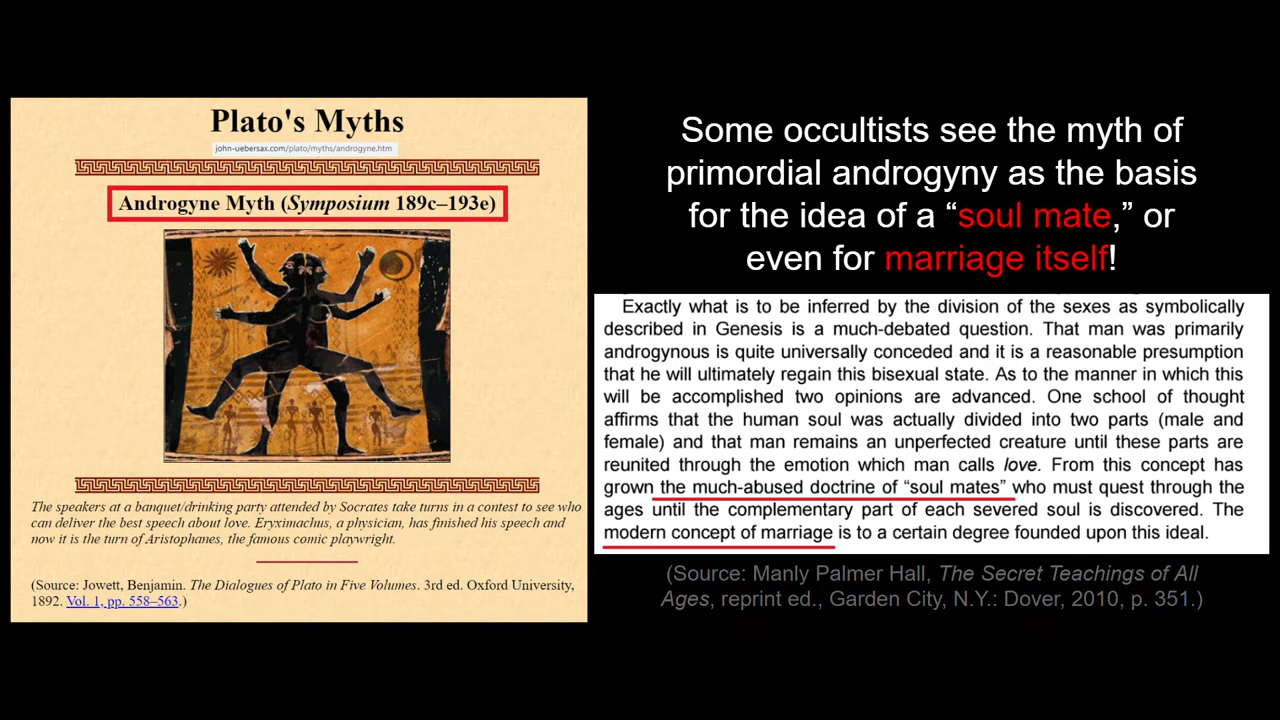 Plato's Myths
john-uebersax.com/plato/myths/androgyne.htm
Androgyne Myth (Symposium 189c–193e)
The speakers at a banquet/drinking party attended by Socrates take turns in a contest to see who
can deliver the best speech about love. Eryximachus, a physician, has finished his speech and
now it is the turn of Aristophanes, the famous comic playwright.
(Source: Jowett, Benjamin. The Dialogues of Plato in Five Volumes. 3rd ed. Oxford University,
1892. Vol. 1, pp. 558–563.)
Some occultists see the myth of
primordial androgyny as the basis
for the idea of a “soul mate,” or
even for marriage itself!
Exactly what is to be inferred by the division of the sexes as symbolically
described in Genesis is a much-debated question. That man was primarily
androgynous is quite universally conceded and it is a reasonable presumption
that he will ultimately regain this bisexual state. As to the manner in which this
will be accomplished two opinions are advanced. One school of thought
affirms that the human soul was actually divided into two parts (male and
female) and that man remains an unperfected creature until these parts are
reunited through the emotion which man calls love. From this concept has
grown the much-abused doctrine of “soul mates” who must quest through the
ages until the complementary part of each severed soul is discovered. The
modern concept of marriage is to a certain degree founded upon this ideal.
(Source: Manly Palmer Hall, The Secret Teachings of All
Ages, reprint ed., Garden City, N.Y.: Dover, 2010, p. 351.)